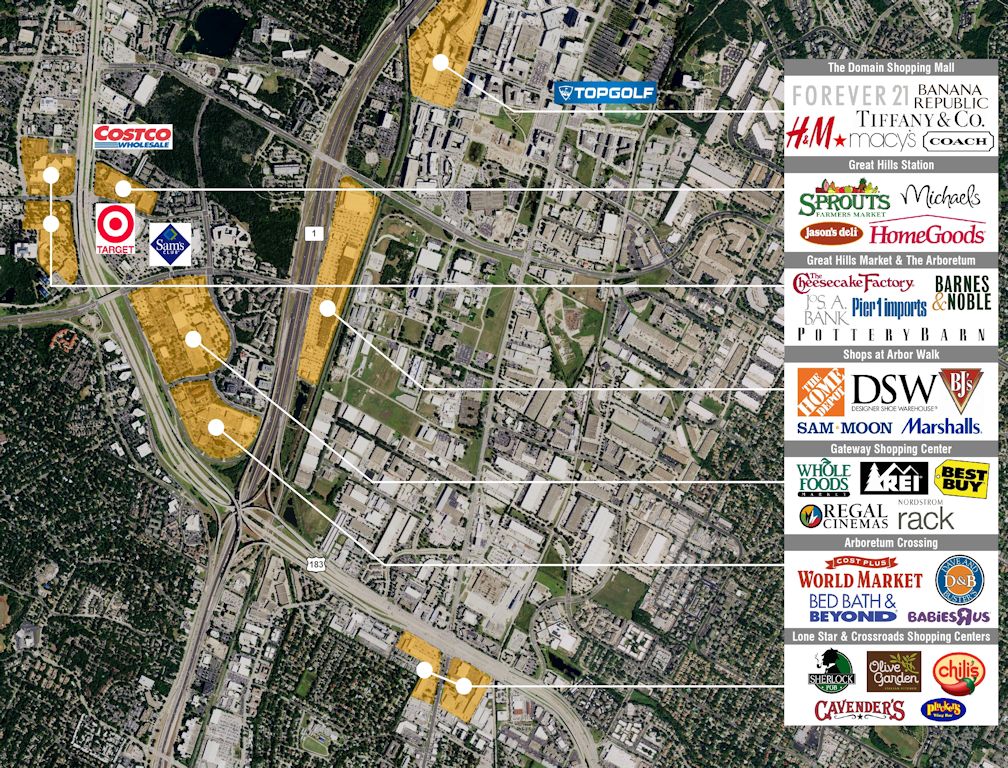 TOPGOLF
COSTCO
WHOLESALE
TARGET
Sam's
CLUB
1
183
The Domain Shopping Mall
FOREVER 21
BANANA
REPUBLIC
TIFFANY & CO.
H&M
macy's
COACH
Great Hills Station
SPROUTS
FARMERS MARKET
Michaels
Jason's deli
HomeGoods
Great Hills Market & The Arboretum
The
Cheesecake Factory
BARNES
& NOBLE
JOS. A.
BANK
Pier 1 imports
POTTERY BARN
Shops at Arbor Walk
THE
HOME
DEPOT
DSW
DESIGNER SHOE WAREHOUSE
BJ's
SAM MOON
Marshalls
Gateway Shopping Center
WHOLE
FOODS
MARKET
REI
BEST
BUY
REGAL
CINEMAS
NORDSTROM
rack
Arboretum Crossing
COST PLUS
WORLD MARKET
DAVE AND
D&B
BUSTER'S
BED BATH &
BEYOND
BABIES R US
Lone Star & Crossroads Shopping Centers
SHERLOCK
PUB
Olive
Garden
ITALIAN KITCHEN
chili's
CAVENDER'S
Pluckers
Wing Bar